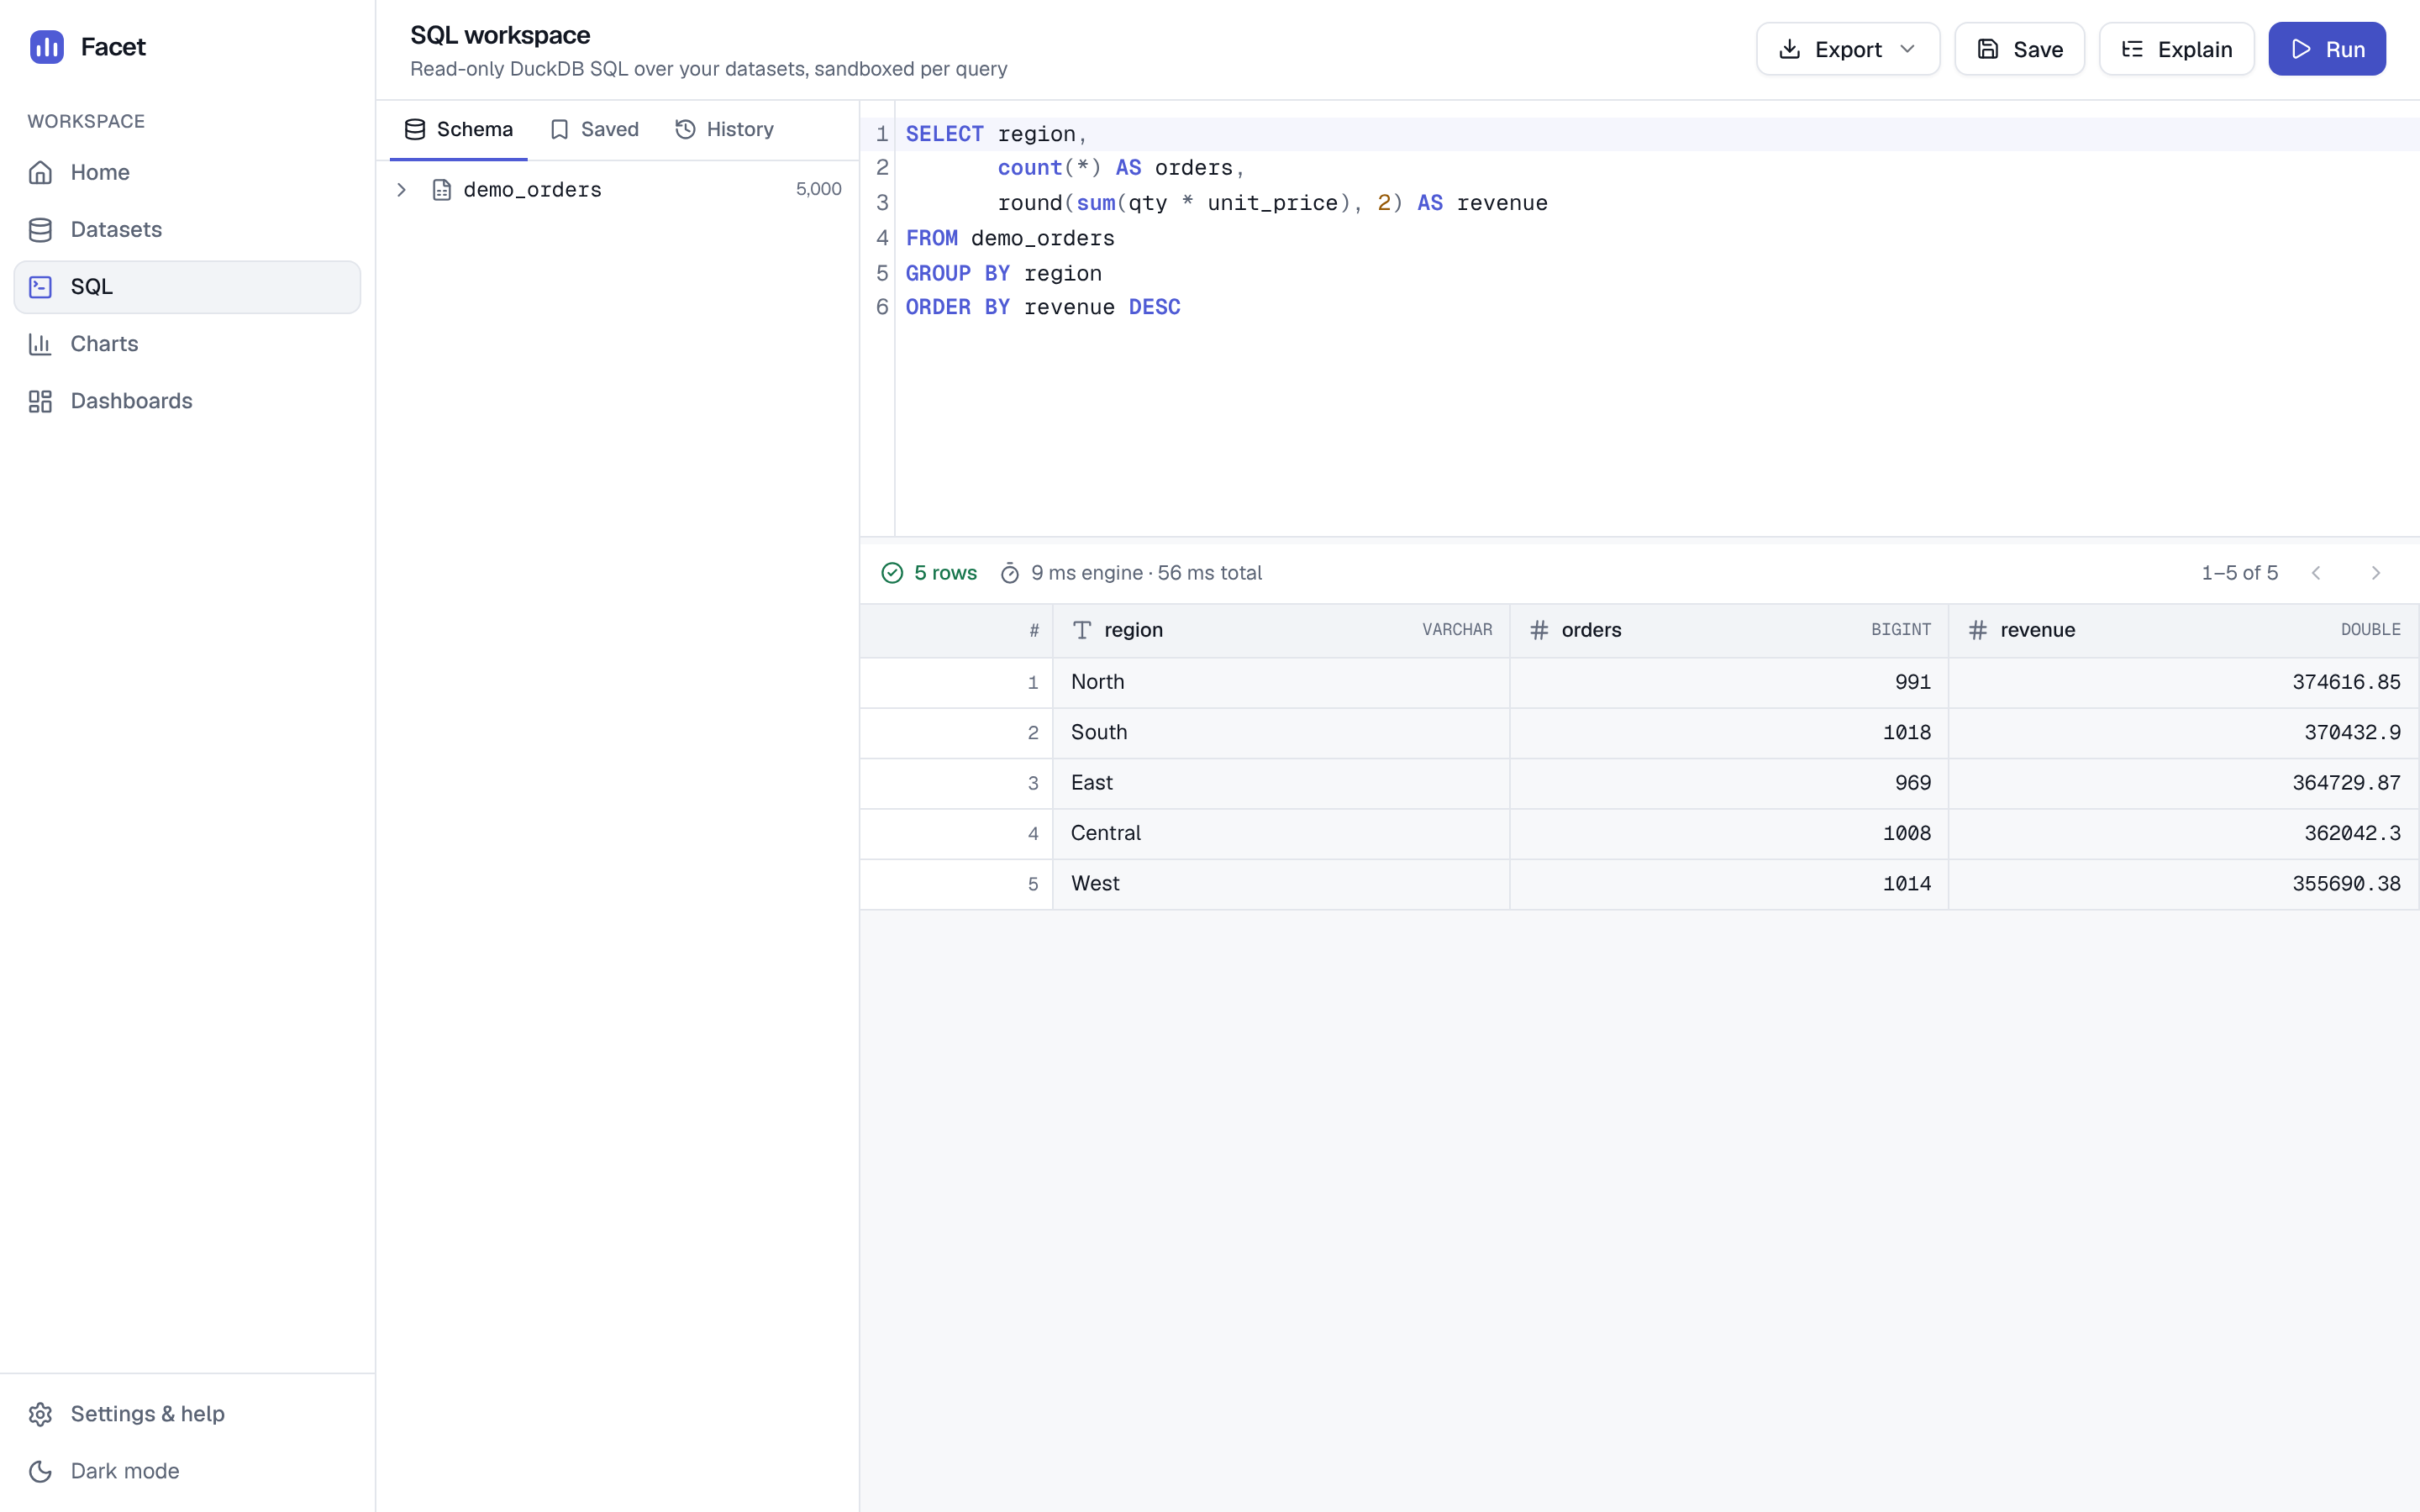 Facet
WORKSPACE
Home
Datasets
SQL
Charts
Dashboards
Settings & help
Dark mode
SQL workspace
Read-only DuckDB SQL over your datasets, sandboxed per query
Export
Save
Explain
Run
Schema
Saved
History
demo_orders 5,000
1 SELECT region,
2        count(*) AS orders,
3        round(sum(qty * unit_price), 2) AS revenue
4 FROM demo_orders
5 GROUP BY region
6 ORDER BY revenue DESC
5 rows 9 ms engine · 56 ms total 1–5 of 5
# region VARCHAR orders BIGINT revenue DOUBLE
1 North 991 374616.85
2 South 1018 370432.9
3 East 969 364729.87
4 Central 1008 362042.3
5 West 1014 355690.38